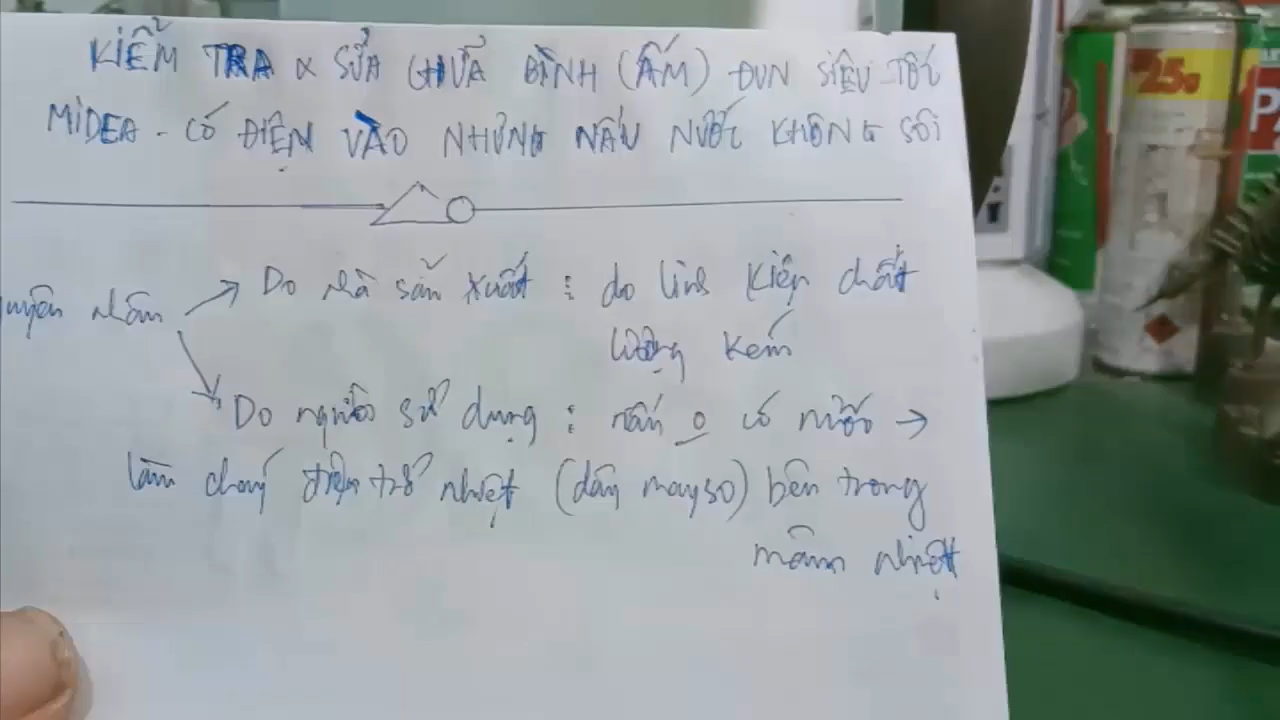 KIỂM TRA & SỬA CHỮA BÌNH (ẤM) ĐUN SIÊU TỐC
MIDEA - CÓ ĐIỆN VÀO NHƯNG NẤU NƯỚC KHÔNG SÔI
uyên nhân
Do nhà sản xuất : do linh kiện chất
lượng kém
Do người sử dụng : nấu o có nước →
làm cháy điện trở nhiệt (dây mayso) bên trong
mâm nhiệt
250